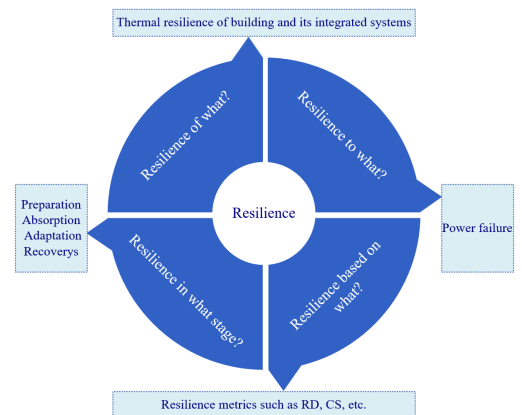 Thermal resilience of building and its integrated systems
Resilience of what?
Resilience to what?
Preparation
Absorption
Adaptation
Recoverys
Resilience
Power failure
Resilience in what stage?
Resilience based on
what?
Resilience metrics such as RD, CS, etc.